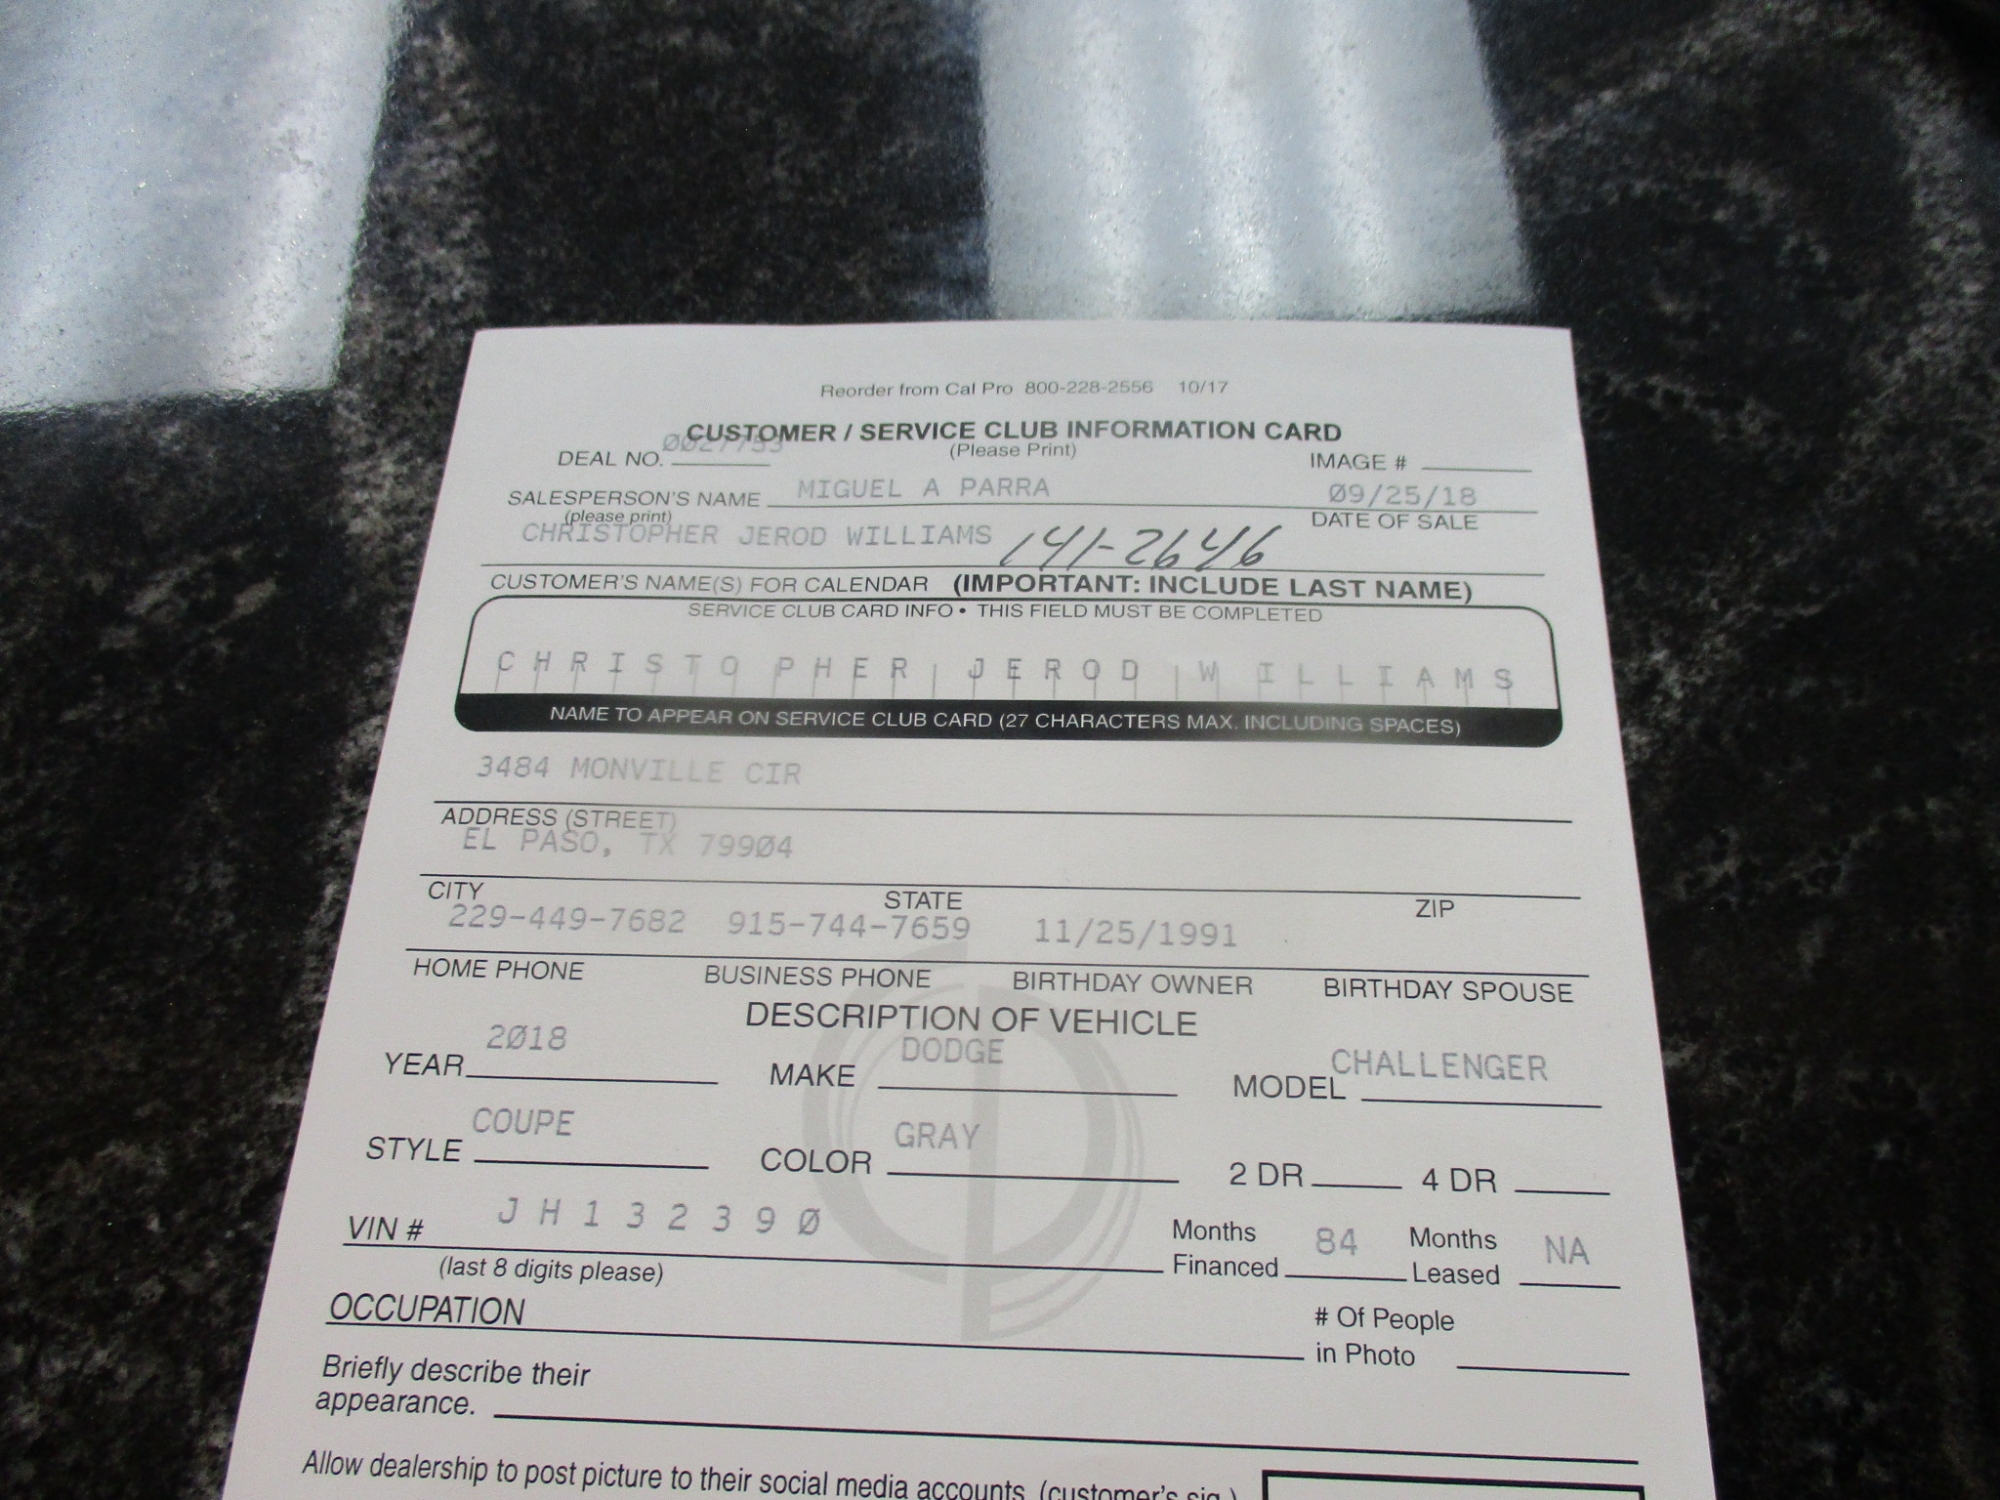 Reorder from Cal Pro 800-228-2556 10/17
CUSTOMER / SERVICE CLUB INFORMATION CARD
(Please Print)
DEAL NO. 0027753
IMAGE #
SALESPERSON'S NAME MIGUEL A PARRA 09/25/18
(please print) DATE OF SALE
CHRISTOPHER JEROD WILLIAMS 141-2646
CUSTOMER'S NAME(S) FOR CALENDAR (IMPORTANT: INCLUDE LAST NAME)
SERVICE CLUB CARD INFO • THIS FIELD MUST BE COMPLETED
CHRISTOPHER JEROD WILLIAMS
NAME TO APPEAR ON SERVICE CLUB CARD (27 CHARACTERS MAX. INCLUDING SPACES)
3484 MONVILLE CIR
ADDRESS (STREET)
EL PASO, TX 79904
CITY STATE ZIP
229-449-7682 915-744-7659 11/25/1991
HOME PHONE BUSINESS PHONE BIRTHDAY OWNER BIRTHDAY SPOUSE
DESCRIPTION OF VEHICLE
YEAR 2018 MAKE DODGE MODEL CHALLENGER
STYLE COUPE COLOR GRAY 2 DR 4 DR
VIN # JH132390 Months Financed 84 Months Leased NA
(last 8 digits please)
OCCUPATION # Of People in Photo
Briefly describe their
appearance.
Allow dealership to post picture to their social media accounts. (customer's sig.)